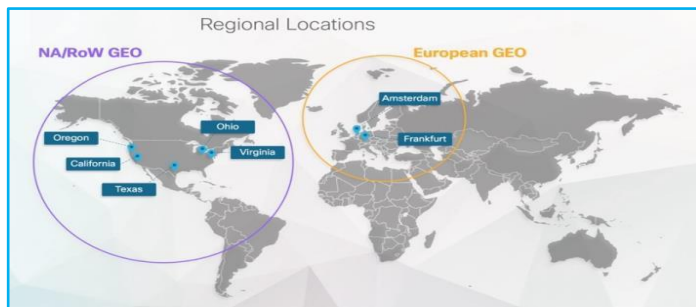 Regional Locations
NA/RoW GEO
European GEO
Amsterdam
Ohio
Oregon
Frankfurt
Virginia
California
Texas